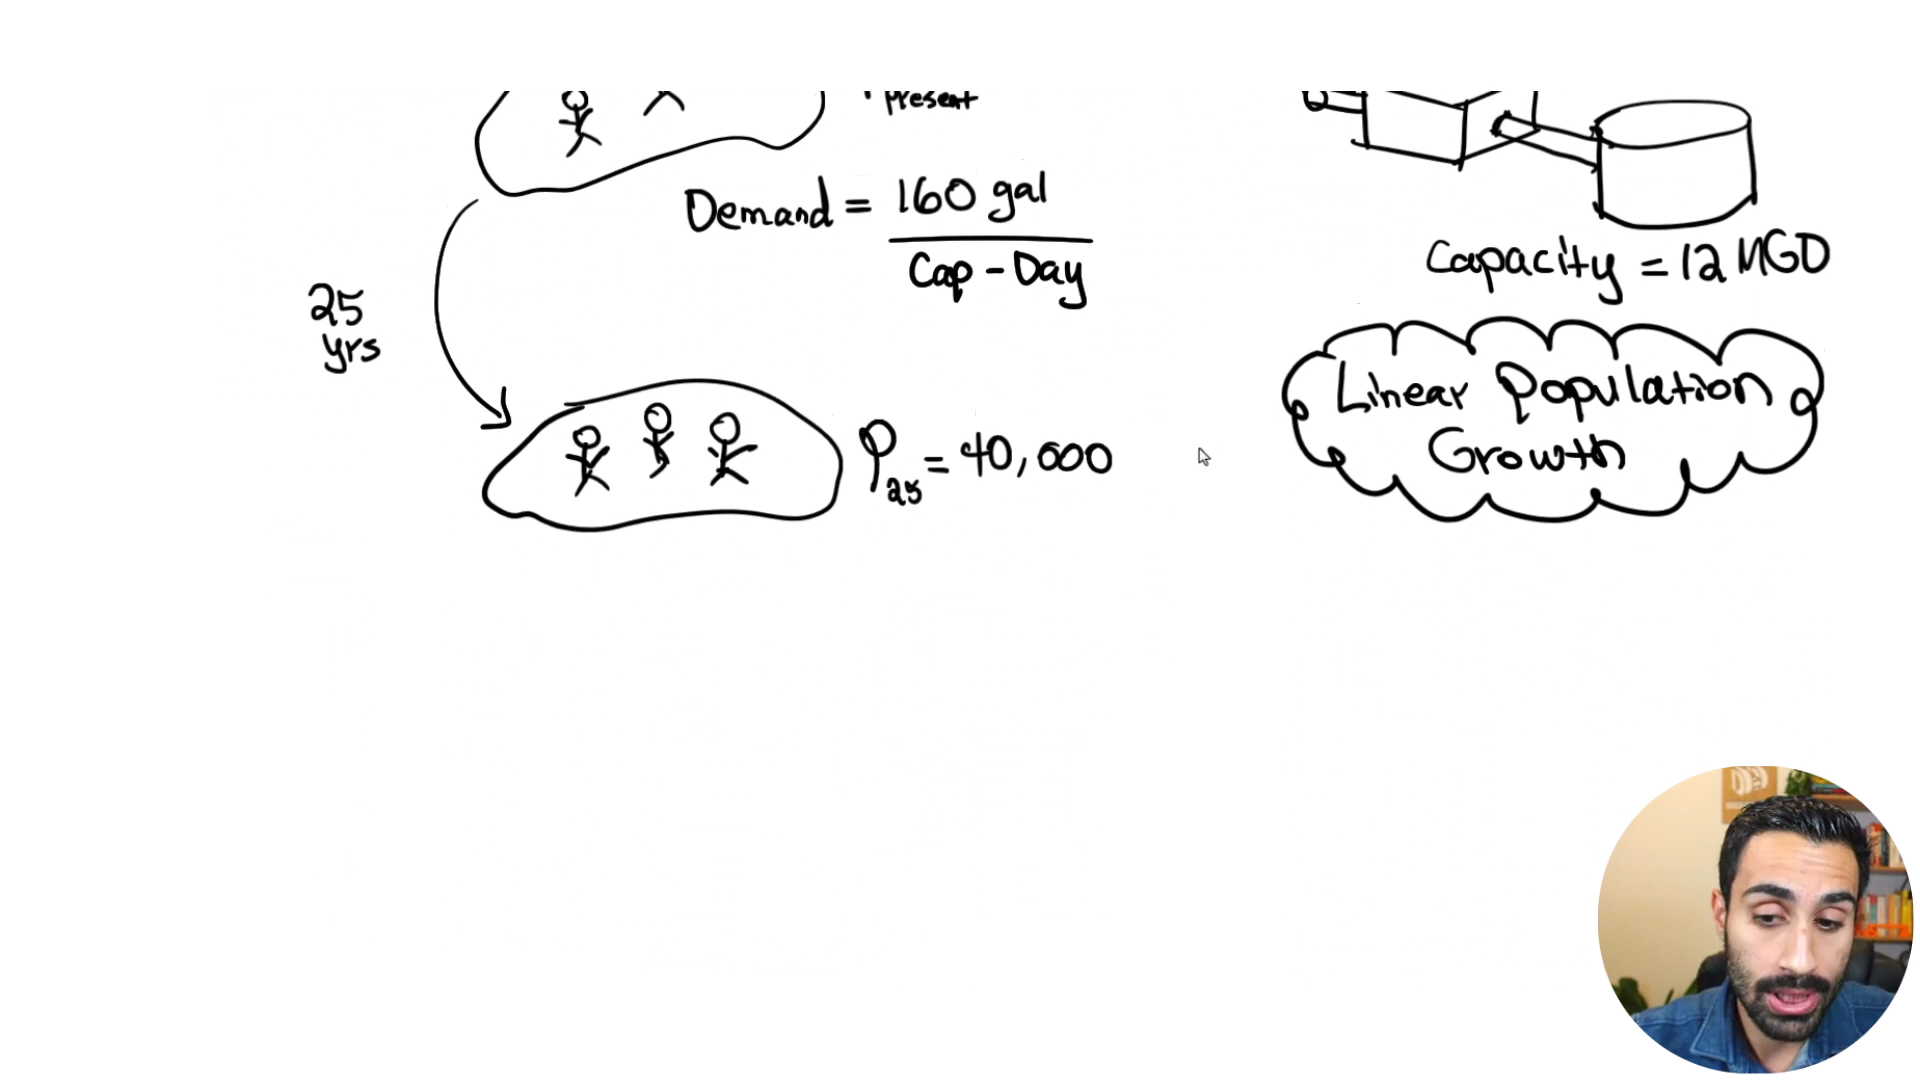 present
Demand = 160 gal
Cap - Day
Capacity = 12 MGD
25
yrs
Linear Population
Growth
P25 = 40,000